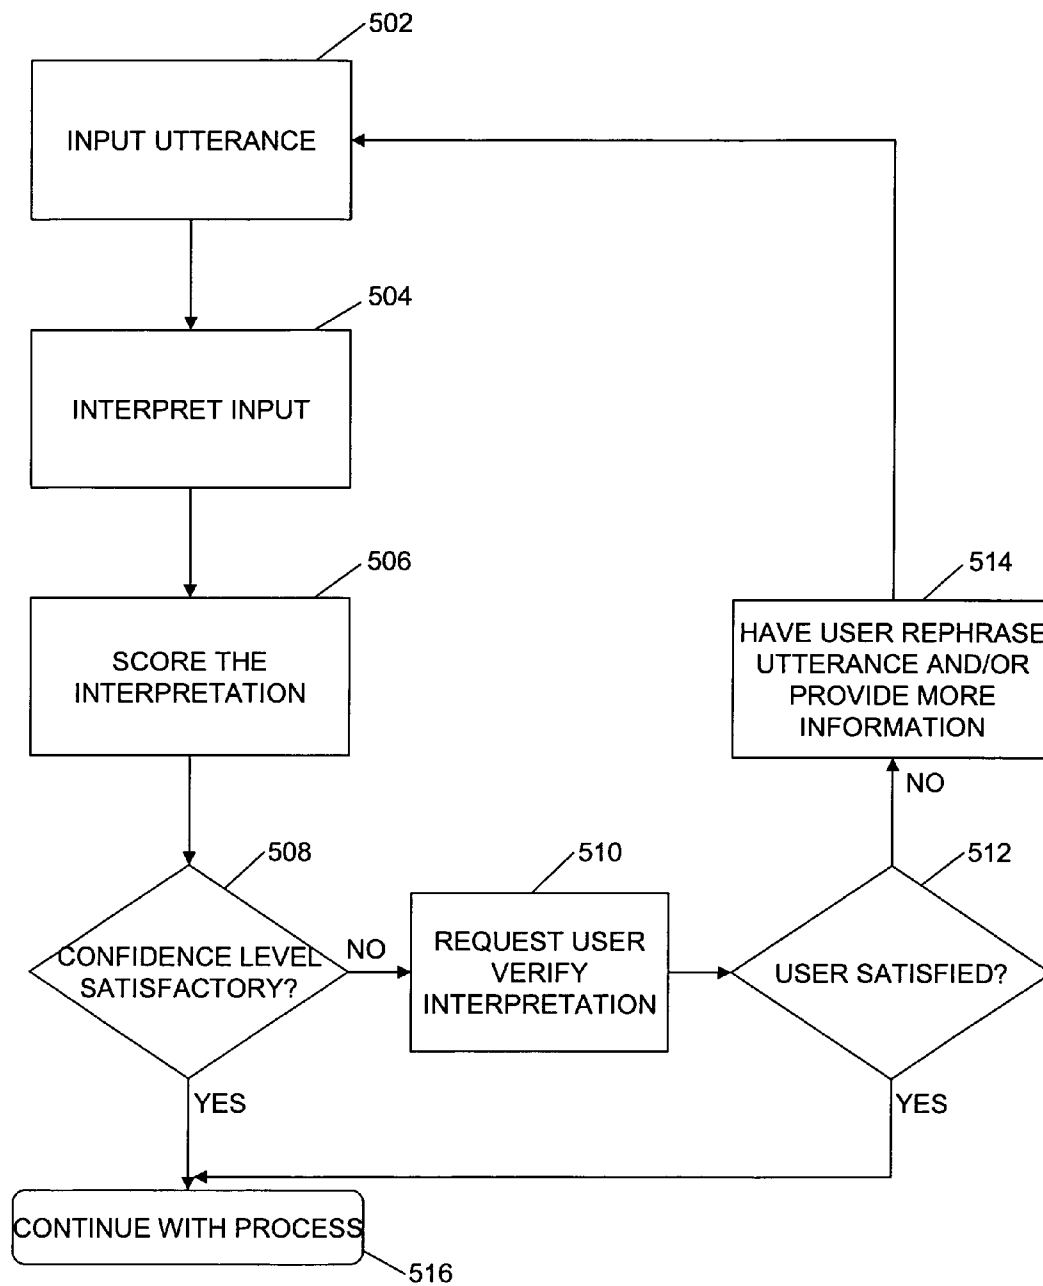 502
INPUT UTTERANCE
504
INTERPRET INPUT
506
SCORE THE
INTERPRETATION
514
HAVE USER REPHRASE
UTTERANCE AND/OR
PROVIDE MORE
INFORMATION
NO
508
CONFIDENCE LEVEL
SATISFACTORY?
NO
YES
510
REQUEST USER
VERIFY
INTERPRETATION
512
USER SATISFIED?
YES
CONTINUE WITH PROCESS
516